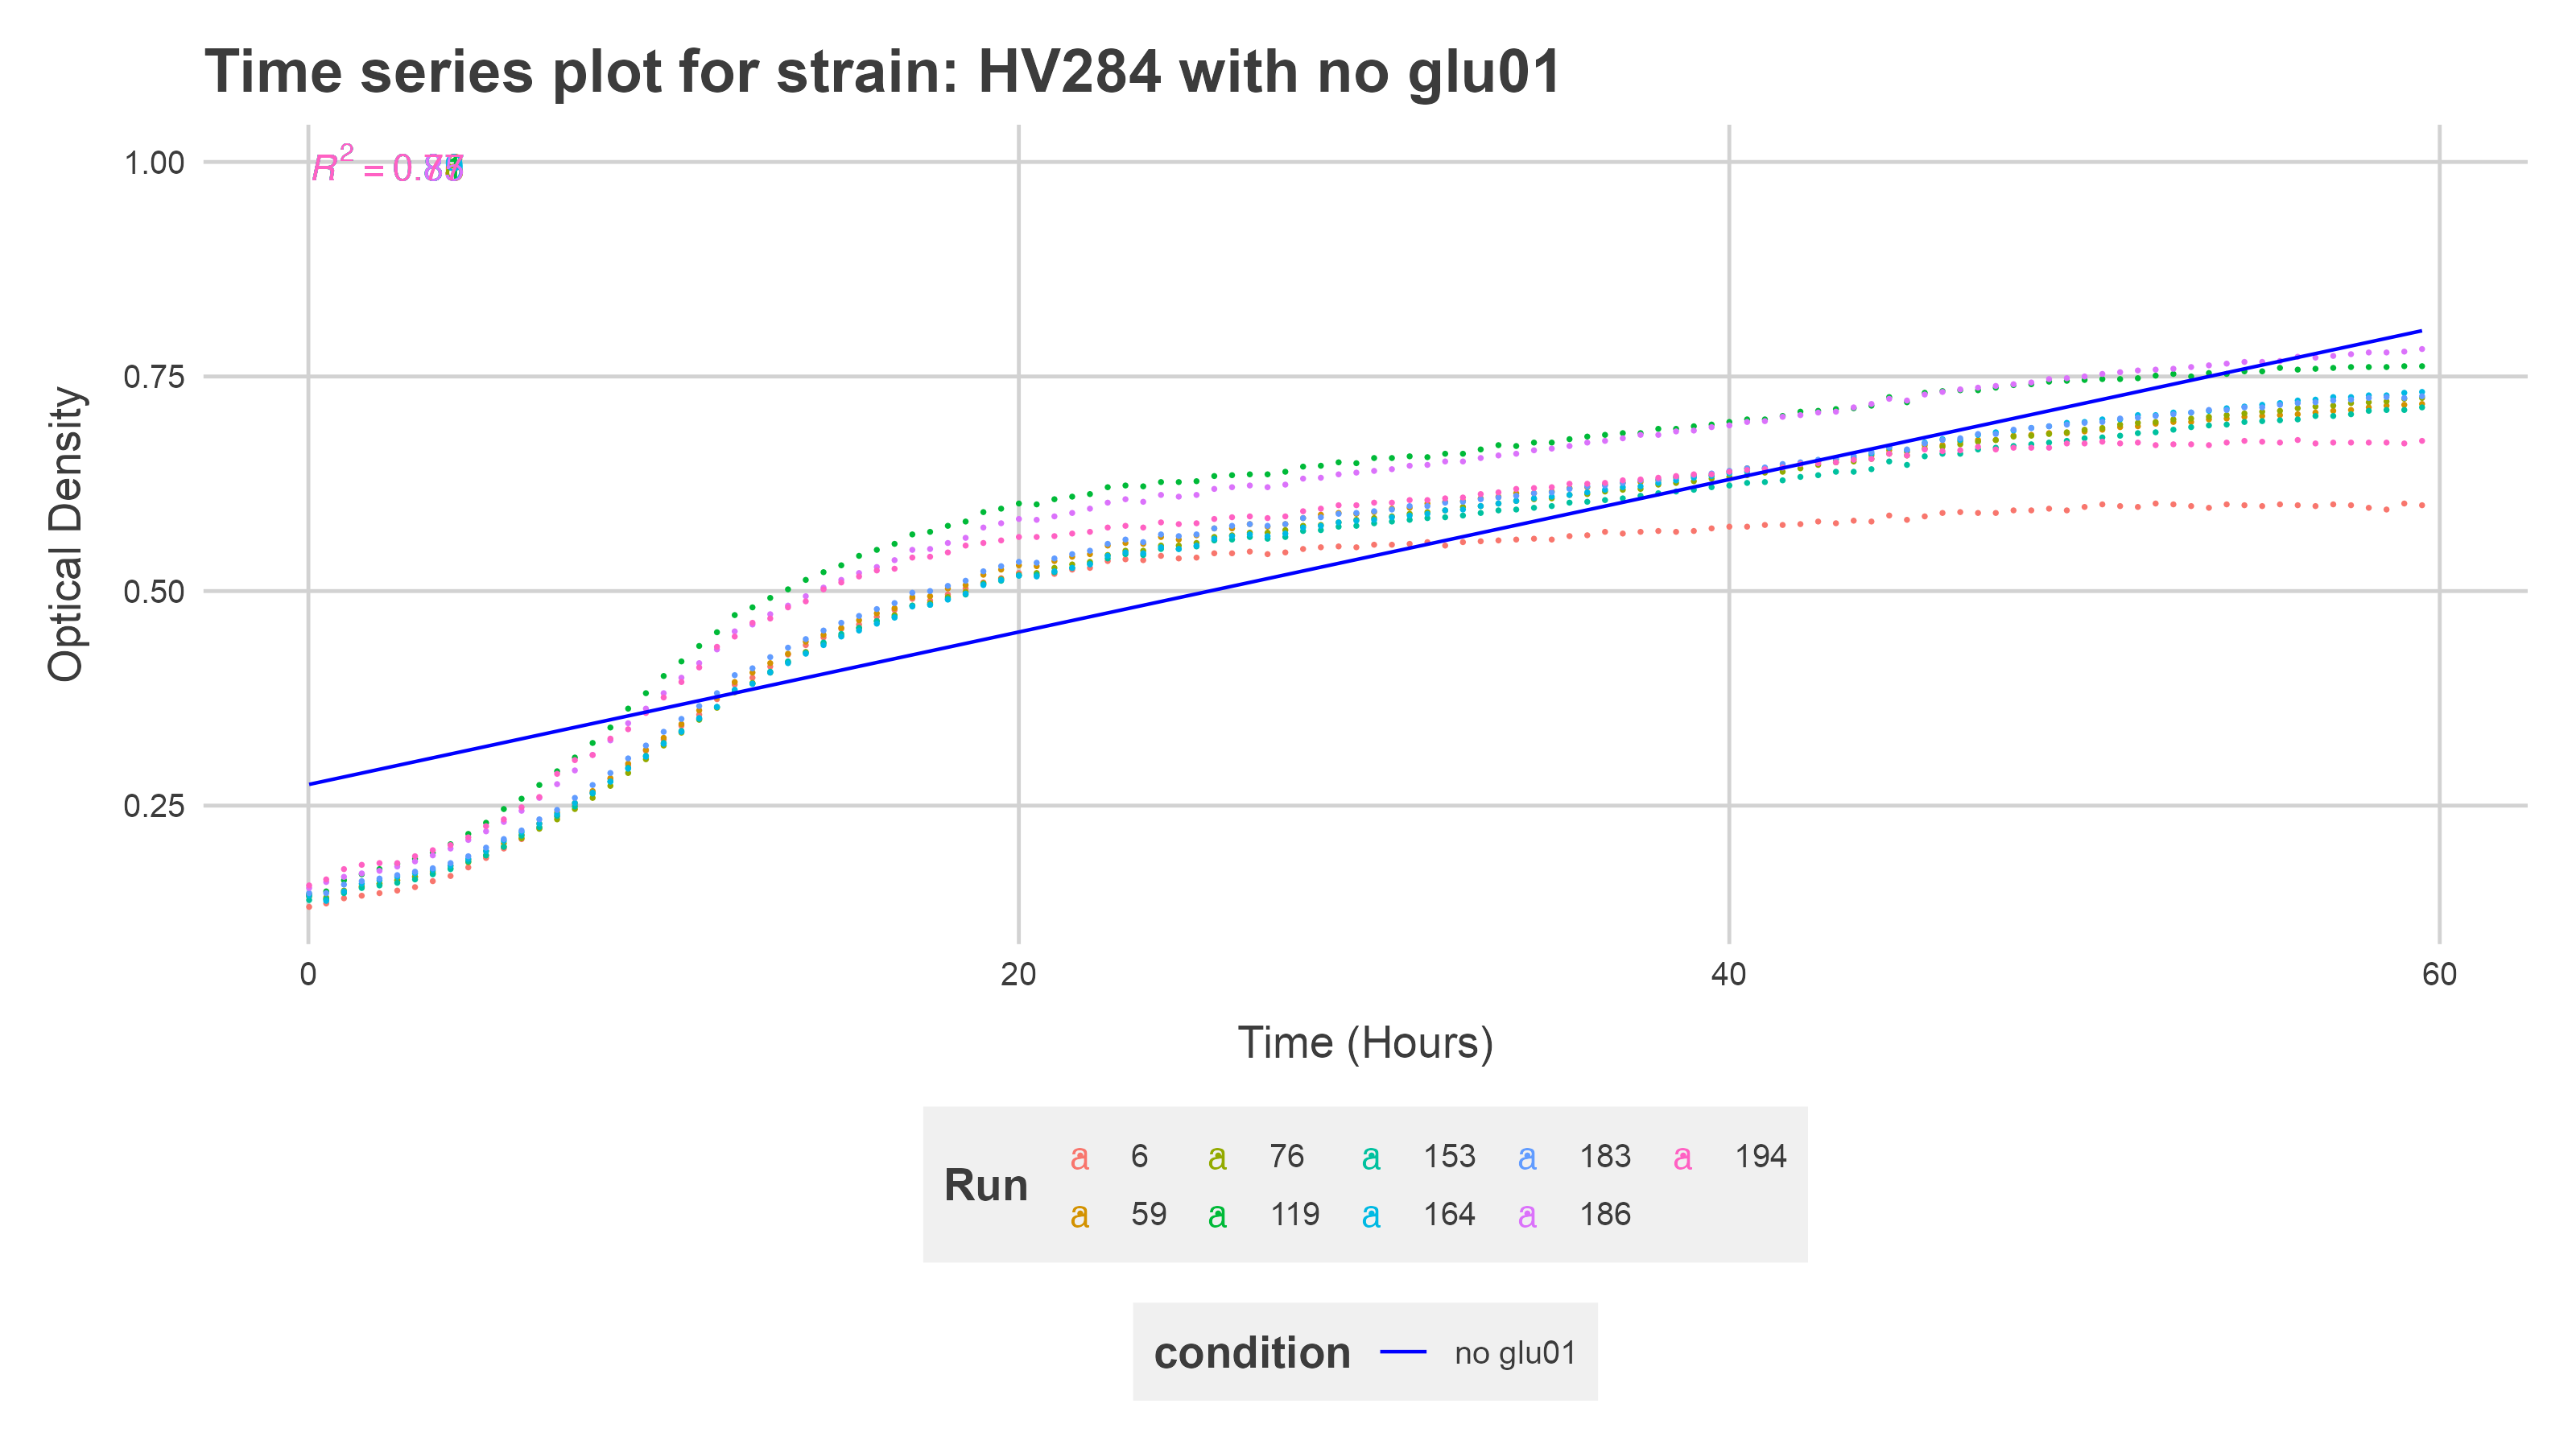 Time series plot for strain: HV284 with no glu01
R² = 0.
1.00
0.75
0.50
0.25
Optical Density
0 20 40 60
Time (Hours)
Run
a 6 a 76 a 153 a 183 a 194
a 59 a 119 a 164 a 186
condition no glu01